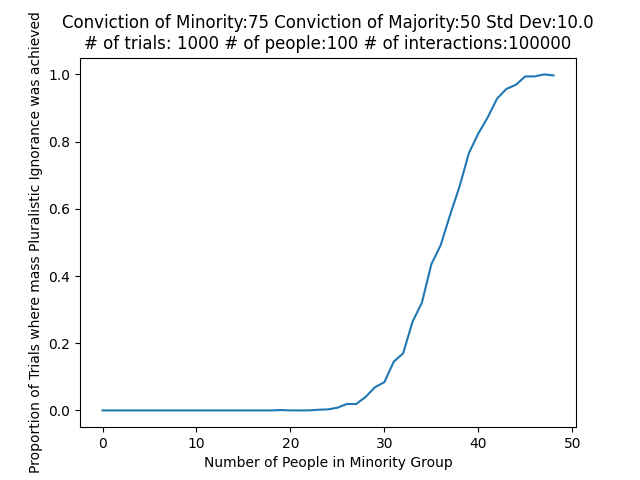 Conviction of Minority:75 Conviction of Majority:50 Std Dev:10.0
# of trials: 1000 # of people:100 # of interactions:100000
Proportion of Trials where mass Pluralistic Ignorance was achieved
1.0
0.8
0.6
0.4
0.2
0.0
0 10 20 30 40 50
Number of People in Minority Group